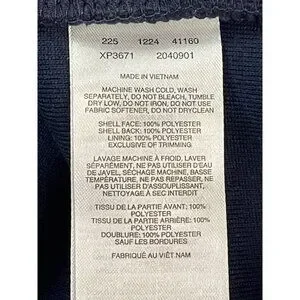 225 1224 41160
XP3671 2040901
MADE IN VIETNAM
MACHINE WASH COLD, WASH
SEPARATELY, DO NOT BLEACH, TUMBLE
DRY LOW, DO NOT IRON, DO NOT USE
FABRIC SOFTENER, DO NOT DRYCLEAN
SHELL FACE: 100% POLYESTER
SHELL BACK: 100% POLYESTER
LINING: 100% POLYESTER
EXCLUSIVE OF TRIMMING
LAVAGE MACHINE À FROID, LAVER
SÉPARÉMENT, NE PAS UTILISER D'EAU
DE JAVEL, SÉCHAGE MACHINE, BASSE
TEMPÉRATURE, NE PAS REPASSER, NE
PAS UTILISER D'ASSOUPLISSANT,
NETTOYAGE À SEC INTERDIT
TISSU DE LA PARTIE AVANT: 100%
POLYESTER
TISSU DE LA PARTIE ARRIÈRE: 100%
POLYESTER
DOUBLURE: 100% POLYESTER
SAUF LES BORDURES
FABRIQUÉ AU VIÊT NAM